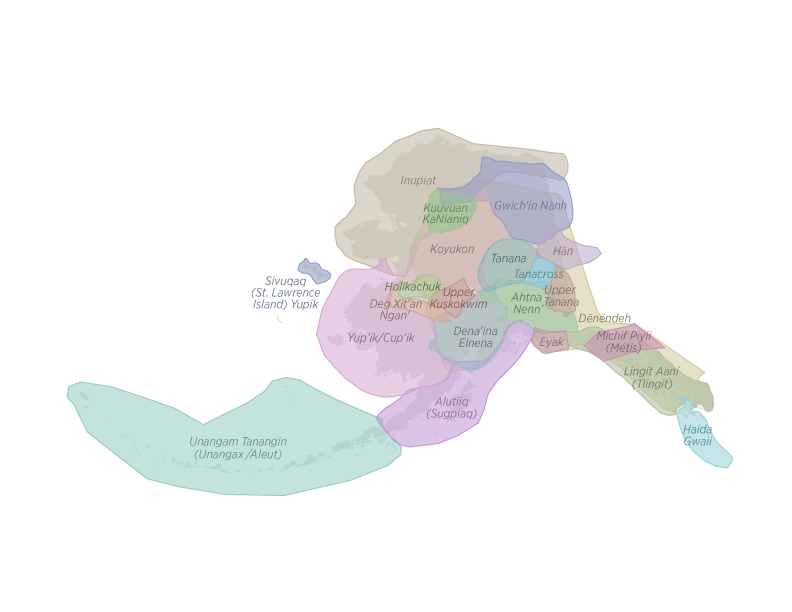 Inupiat
Kuuvuan
KaNianiq
Gwich'in Nành
Koyukon
Hän
Tanana
Tanacross
Sivuqaq
(St. Lawrence
Island) Yupik
Holikachuk
Deg Xit'an
Ngan'
Upper
Kuskokwim
Ahtna
Nenn'
Upper
Tanana
Dënéndeh
Yup'ik/Cup'ik
Dena'ina
Ełnena
Eyak
Michif Piyii
(Métis)
Lingít Aaní
(Tlingit)
Alutiiq
(Sugpiaq)
Haida
Gwaii
Unangam Tanangin
(Unangax̂/Aleut)